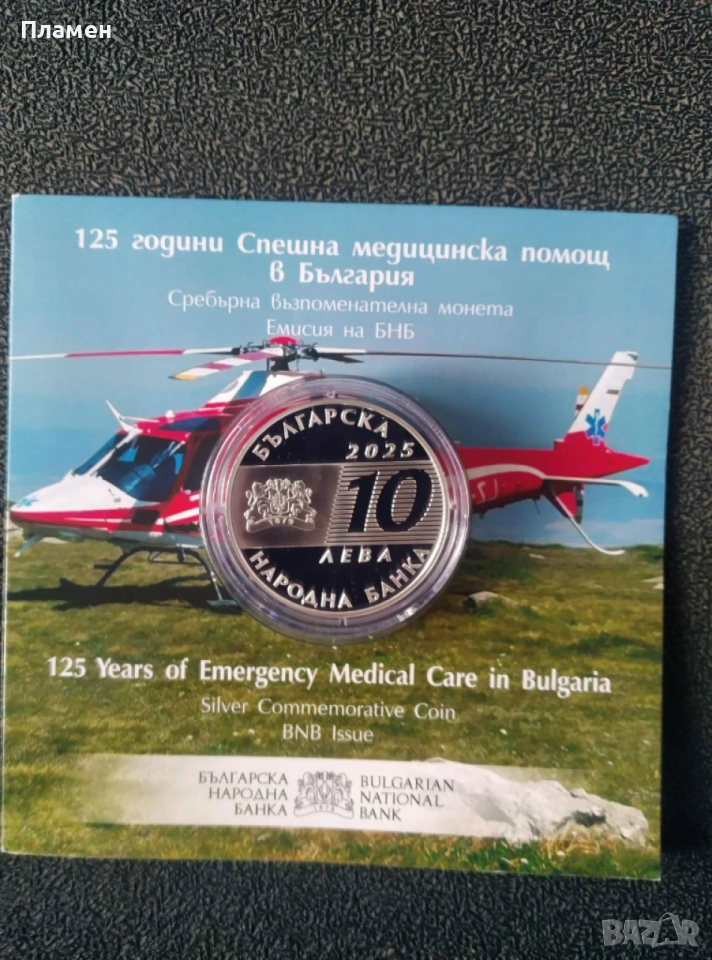 Пламен
125 години Спешна медицинска помощ
в България
Сребърна възпоменателна монета
Емисия на БНБ
БЪЛГАРСКА
2025
10
ЛЕВА
НАРОДНА БАНКА
125 Years of Emergency Medical Care in Bulgaria
Silver Commemorative Coin
BNB Issue
БЪЛГАРСКА
НАРОДНА
БАНКА
BULGARIAN
NATIONAL
BANK
BAZAR